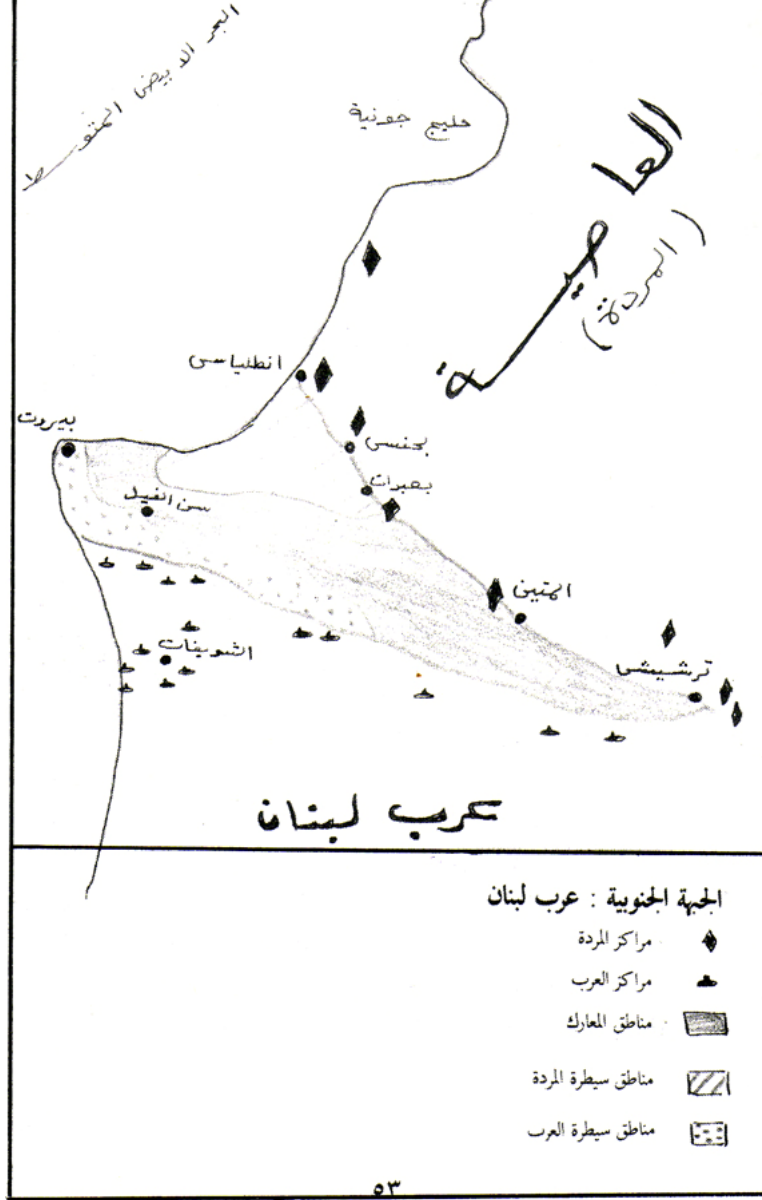 البحر الابيض المتوسط
خليج جونية
العاصية
(المردة)
انطلياس
بيروت
بحنس
بعبدات
سن الفيل
المتين
الشويفات
ترشيش
عرب لبنان
الجبهة الجنوبية : عرب لبنان
مراكز المردة
مراكز العرب
مناطق المعارك
مناطق سيطرة المردة
مناطق سيطرة العرب
٥٣